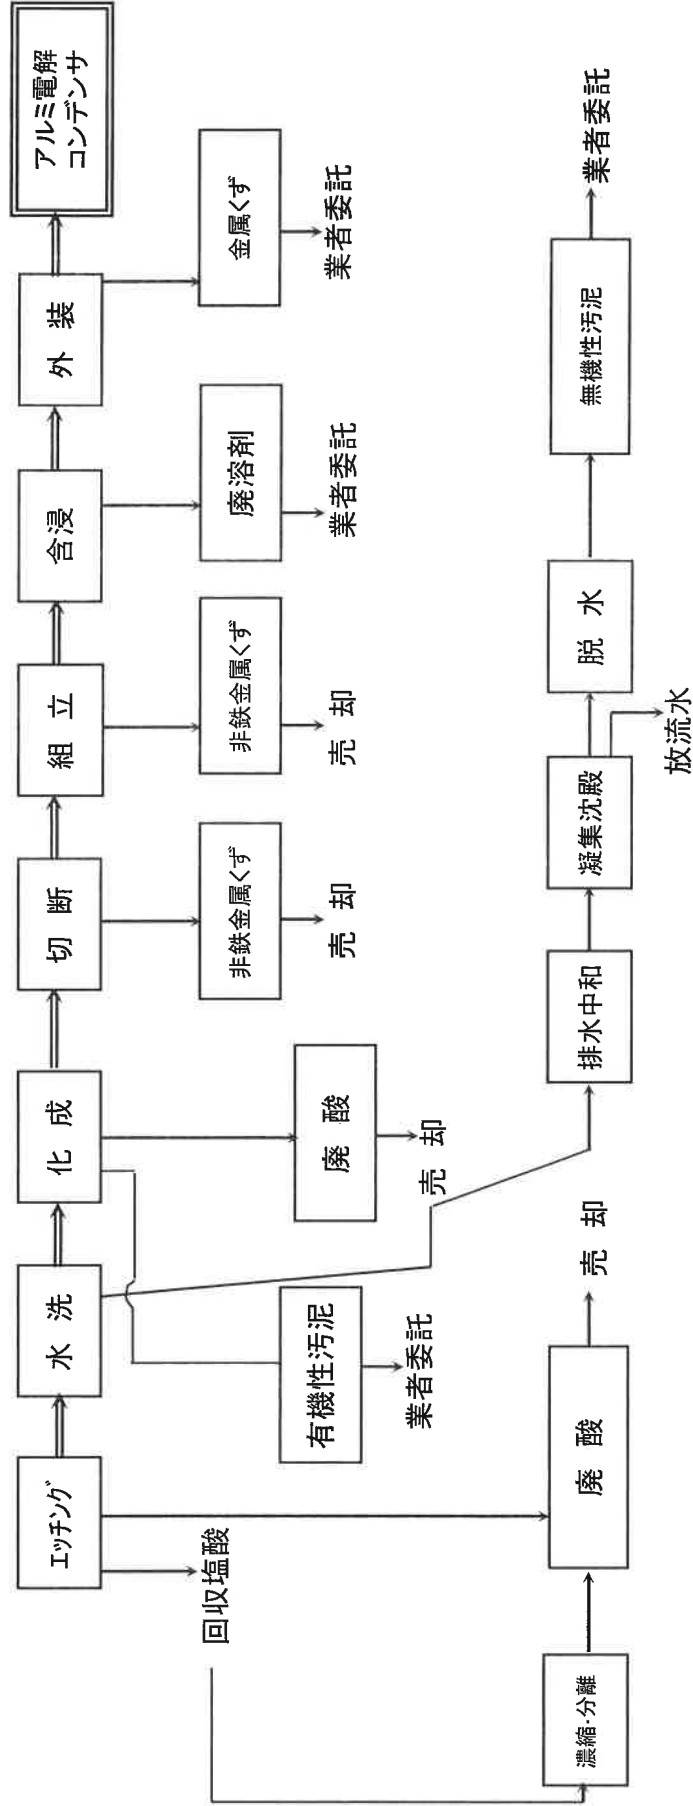 エッチング
水 洗
化 成
切 断
組 立
含浸
外 装
アルミ電解
コンデンサ
回収塩酸
有機性汚泥
業者委託
廃 酸
売 却
非鉄金属くず
売 却
非鉄金属くず
売 却
廃溶剤
業者委託
金属くず
業者委託
濃縮・分離
廃 酸
売 却
排水中和
凝集沈殿
放流水
脱 水
無機性汚泥
業者委託